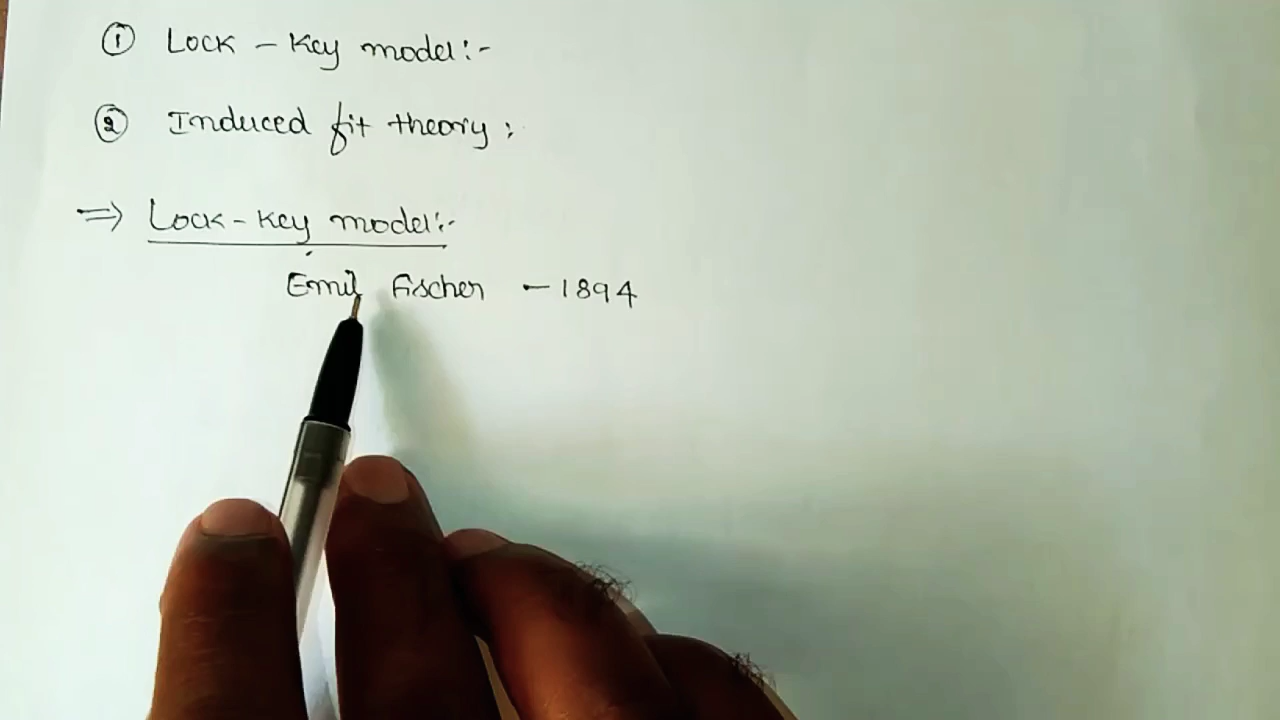 ① Lock - Key model:-
② Induced fit theory :
⇒ Lock - Key model:-
Emil Fischer - 1894